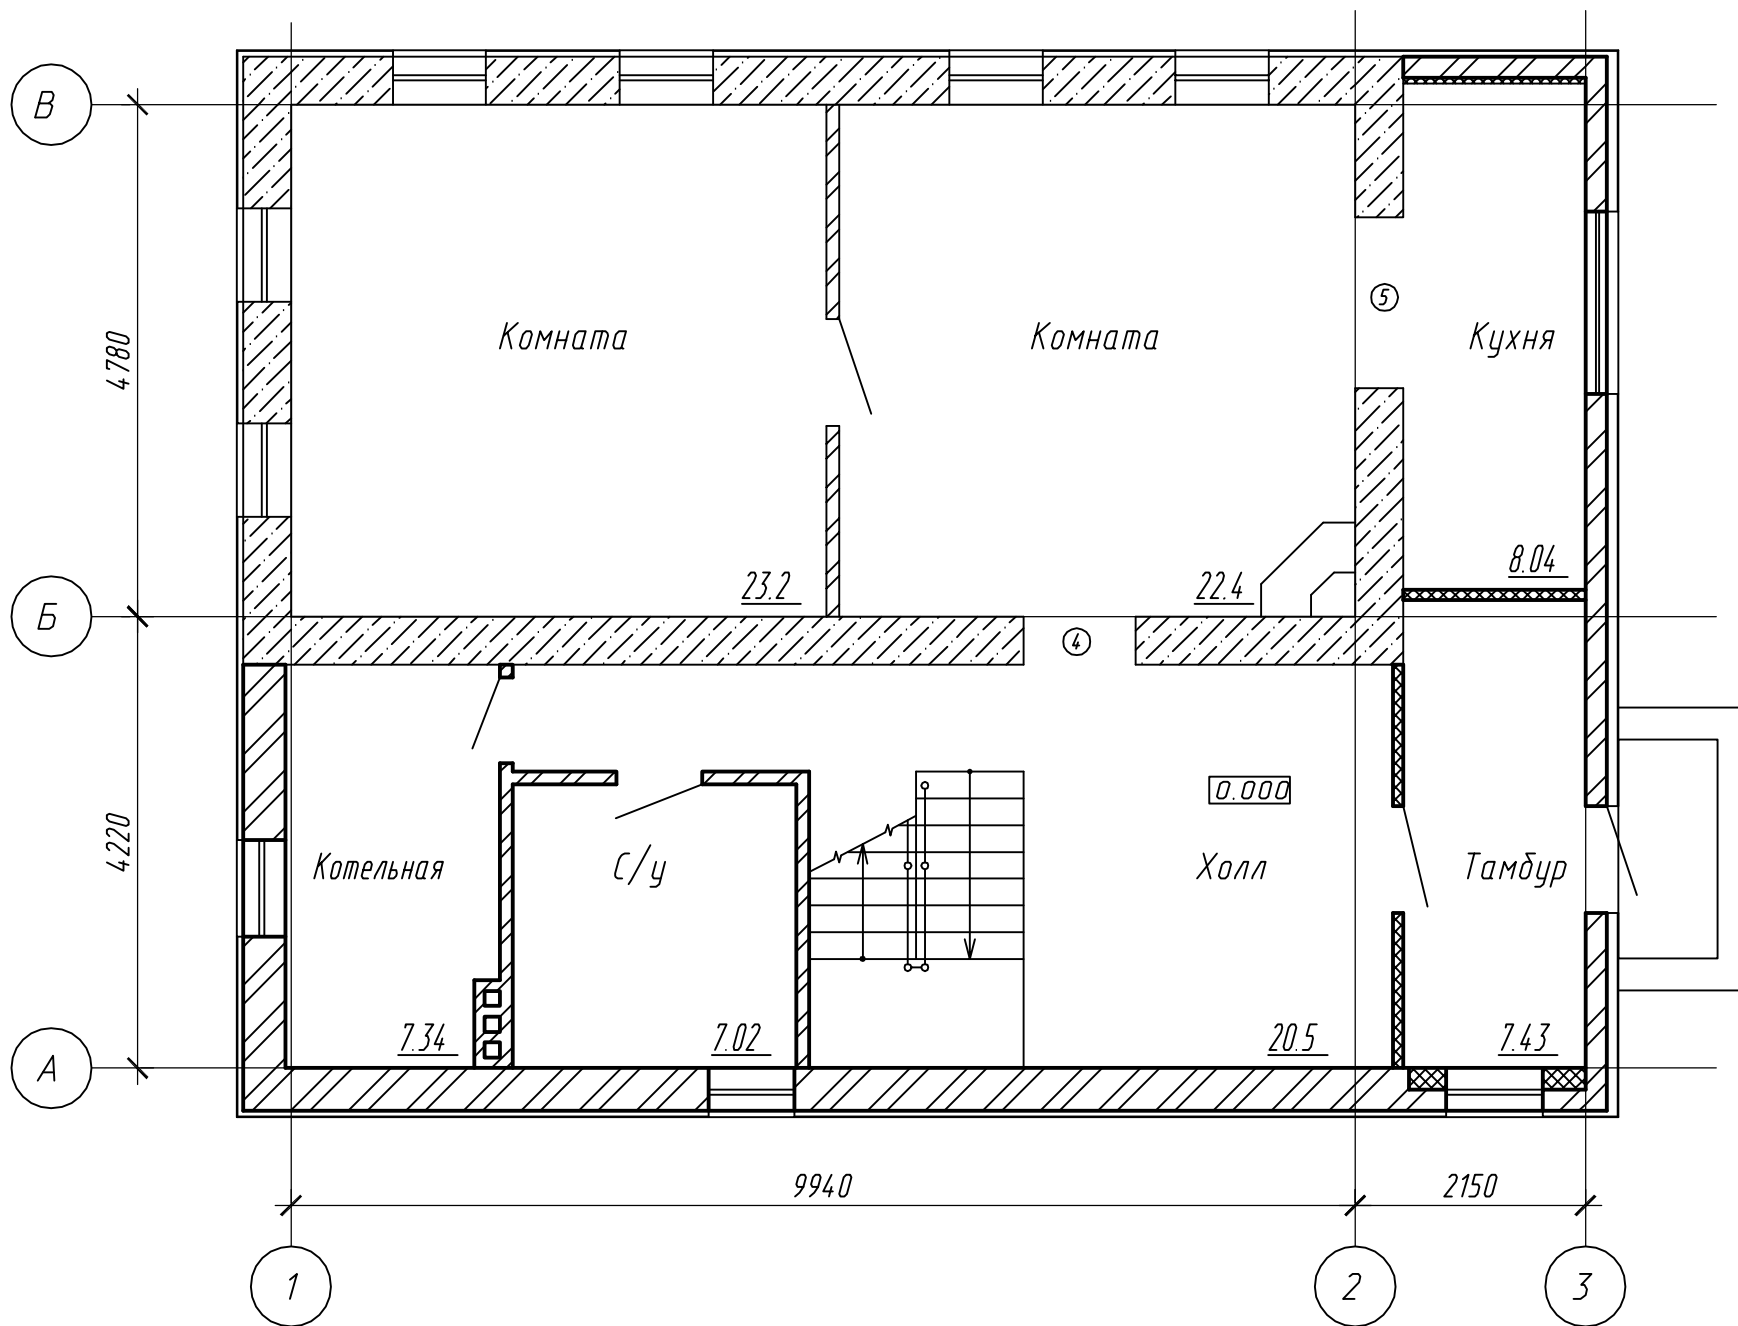 В
5
4780
Комната
Комната
Кухня
8.04
23.2
22.4
Б
4
0.000
4220
Котельная
С/у
Холл
Тамбур
7.34
7.02
20.5
7.43
А
9940
2150
1
2
3